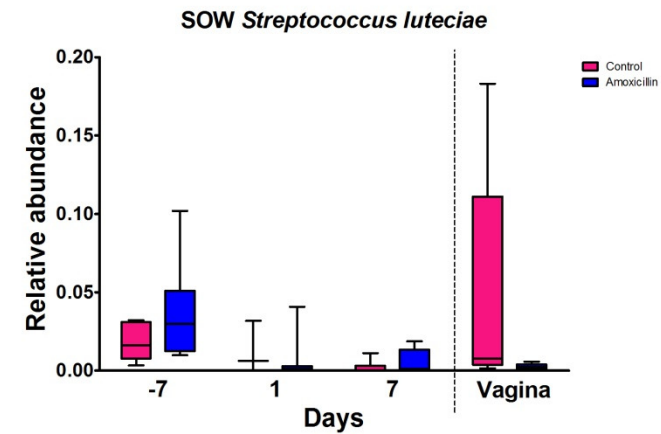 SOW Streptococcus luteciae
Control
Amoxicillin
Relative abundance
0.20
0.15
0.10
0.05
0.00
-7 1 7 Vagina
Days